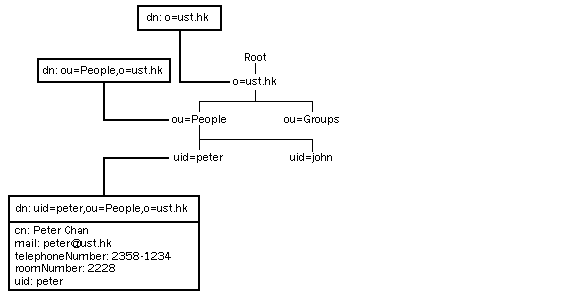 dn: o=ust.hk
Root
dn: ou=People,o=ust.hk
o=ust.hk
ou=People
ou=Groups
uid=peter
uid=john
dn: uid=peter,ou=People,o=ust.hk
cn: Peter Chan
mail: peter@ust.hk
telephoneNumber: 2358-1234
roomNumber: 2228
uid: peter